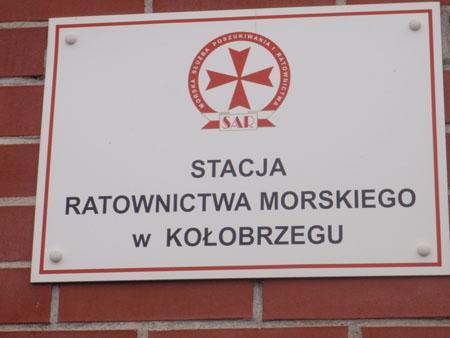 MORSKA SŁUŻBA POSZUKIWANIA I RATOWNICTWA
SAR
STACJA
RATOWNICTWA MORSKIEGO
w KOŁOBRZEGU